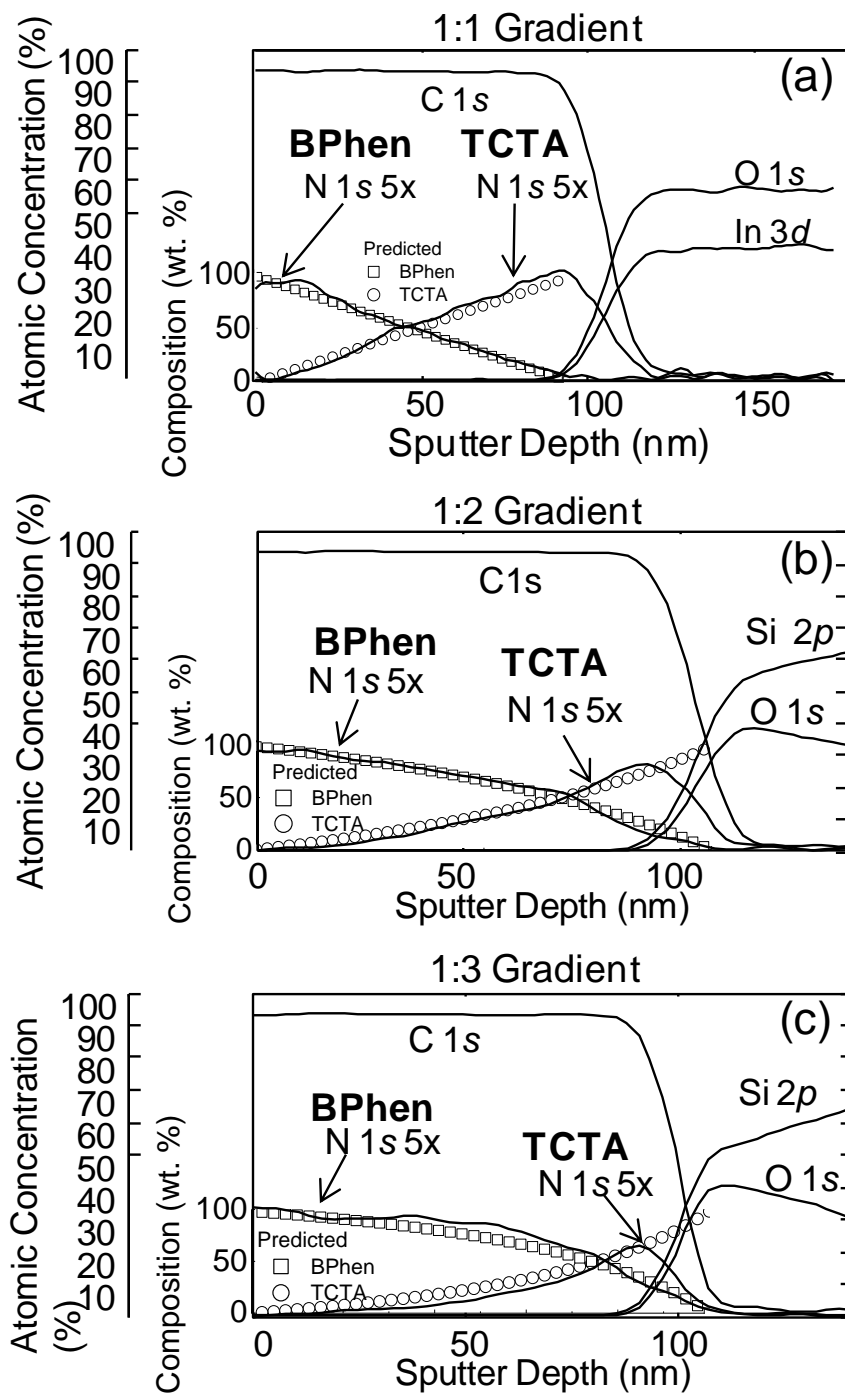 1:1 Gradient
(a)
Atomic Concentration (%)
100
90
80
70
60
50
40
30
20
10
Composition (wt. %)
100
50
0
C 1s
BPhen
N 1s 5x
TCTA
N 1s 5x
O 1s
In 3d
Predicted
BPhen
TCTA
0 50 100 150
Sputter Depth (nm)
1:2 Gradient
(b)
Atomic Concentration (%)
100
90
80
70
60
50
40
30
20
10
Composition (wt. %)
100
50
0
C1s
BPhen
N 1s 5x
TCTA
N 1s 5x
Si 2p
O 1s
Predicted
BPhen
TCTA
0 50 100
Sputter Depth (nm)
1:3 Gradient
(c)
Atomic Concentration
(%)
100
90
80
70
60
50
40
30
20
10
Composition (wt. %)
100
50
0
C 1s
BPhen
N 1s 5x
TCTA
N 1s 5x
Si 2p
O 1s
Predicted
BPhen
TCTA
0 50 100
Sputter Depth (nm)